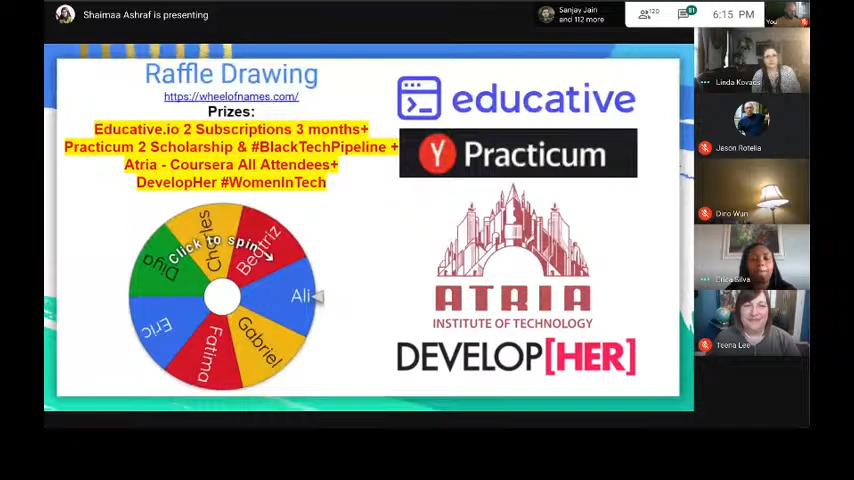 Shaimaa Ashraf is presenting
Sanjay Jain
and 112 more
120
91
6:15 PM
You
Raffle Drawing
https://wheelofnames.com/
Prizes:
Educative.io 2 Subscriptions 3 months+
Practicum 2 Scholarship & #BlackTechPipeline +
Atria - Coursera All Attendees+
DevelopHer #WomenInTech
Click to spin
Charles
Beatriz
Ali
Gabriel
Fatima
Eric
Diya
educative
Y Practicum
ATRIA
INSTITUTE OF TECHNOLOGY
DEVELOP[HER]
Linda Kovacs
Jason Rotella
Diro Wun
Erica Silva
Teena Lee